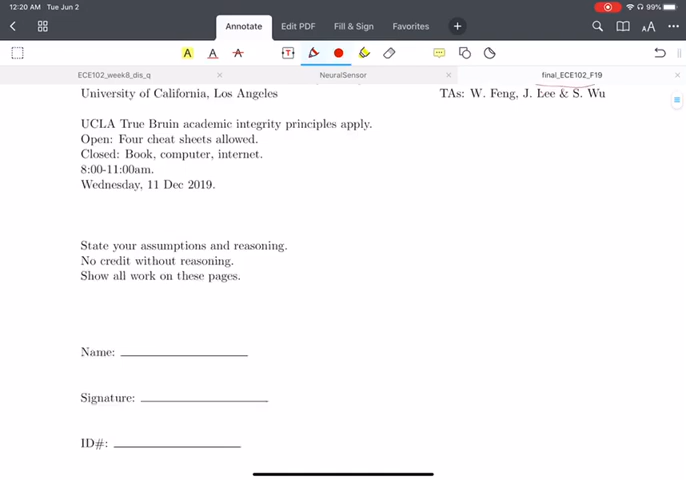 12:20 AM Tue Jun 2
99%
Annotate Edit PDF Fill & Sign Favorites
AA
A A A T
ECE102_week8_dis_q NeuralSensor final_ECE102_F19
University of California, Los Angeles TAs: W. Feng, J. Lee & S. Wu
UCLA True Bruin academic integrity principles apply.
Open: Four cheat sheets allowed.
Closed: Book, computer, internet.
8:00-11:00am.
Wednesday, 11 Dec 2019.
State your assumptions and reasoning.
No credit without reasoning.
Show all work on these pages.
Name:
Signature:
ID#: